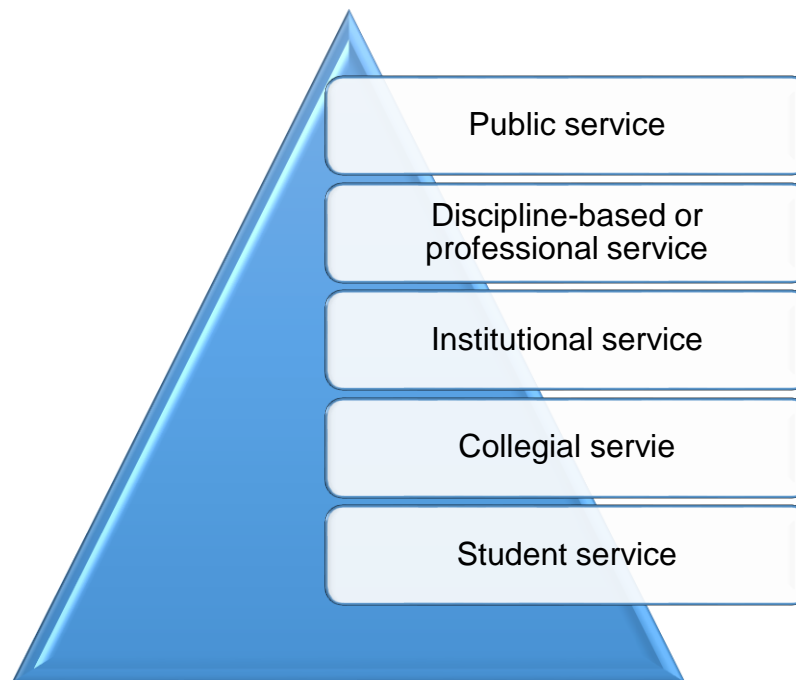 Public service
Discipline-based or
professional service
Institutional service
Collegial servie
Student service